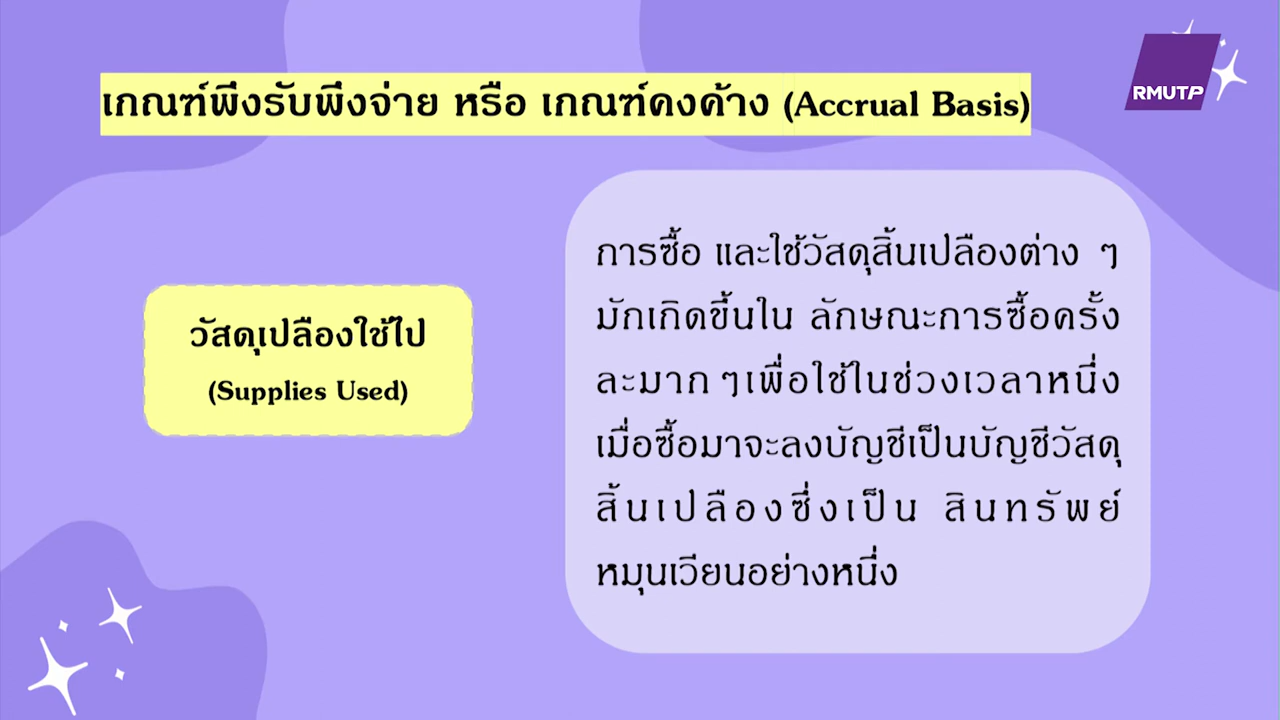 เกณฑ์พึงรับพึงจ่าย หรือ เกณฑ์คงค้าง (Accrual Basis)
RMUTP
วัสดุเปลืองใช้ไป
(Supplies Used)
การซื้อ และใช้วัสดุสิ้นเปลืองต่าง ๆ
มักเกิดขึ้นใน ลักษณะการซื้อครั้ง
ละมาก ๆเพื่อใช้ในช่วงเวลาหนึ่ง
เมื่อซื้อมาจะลงบัญชีเป็นบัญชีวัสดุ
สิ้นเปลืองซึ่งเป็น สินทรัพย์
หมุนเวียนอย่างหนึ่ง